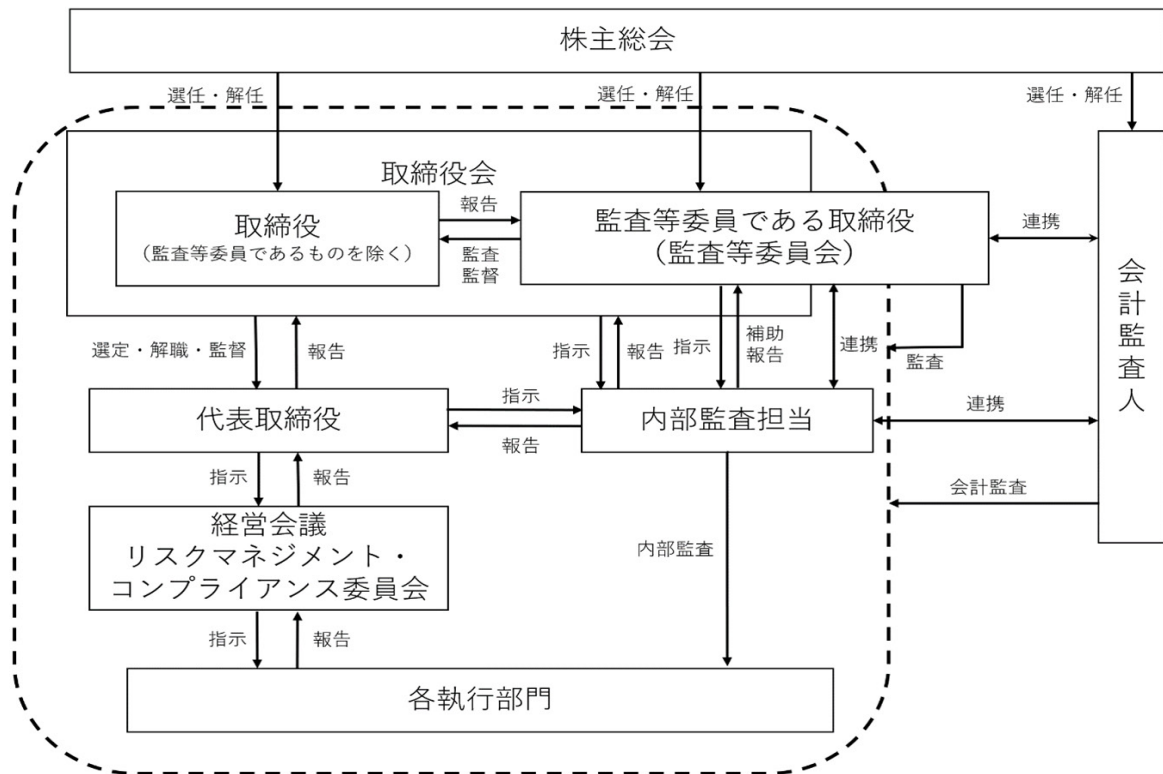 株主総会
選任・解任
選任・解任
選任・解任
取締役会
取締役
（監査等委員であるものを除く）
報告
監査
監督
監査等委員である取締役
（監査等委員会）
連携
会計監査人
選定・解職・監督
報告
指示
報告
指示
補助
報告
連携
監査
代表取締役
指示
報告
内部監査担当
連携
指示
報告
会計監査
経営会議
リスクマネジメント・
コンプライアンス委員会
内部監査
指示
報告
各執行部門